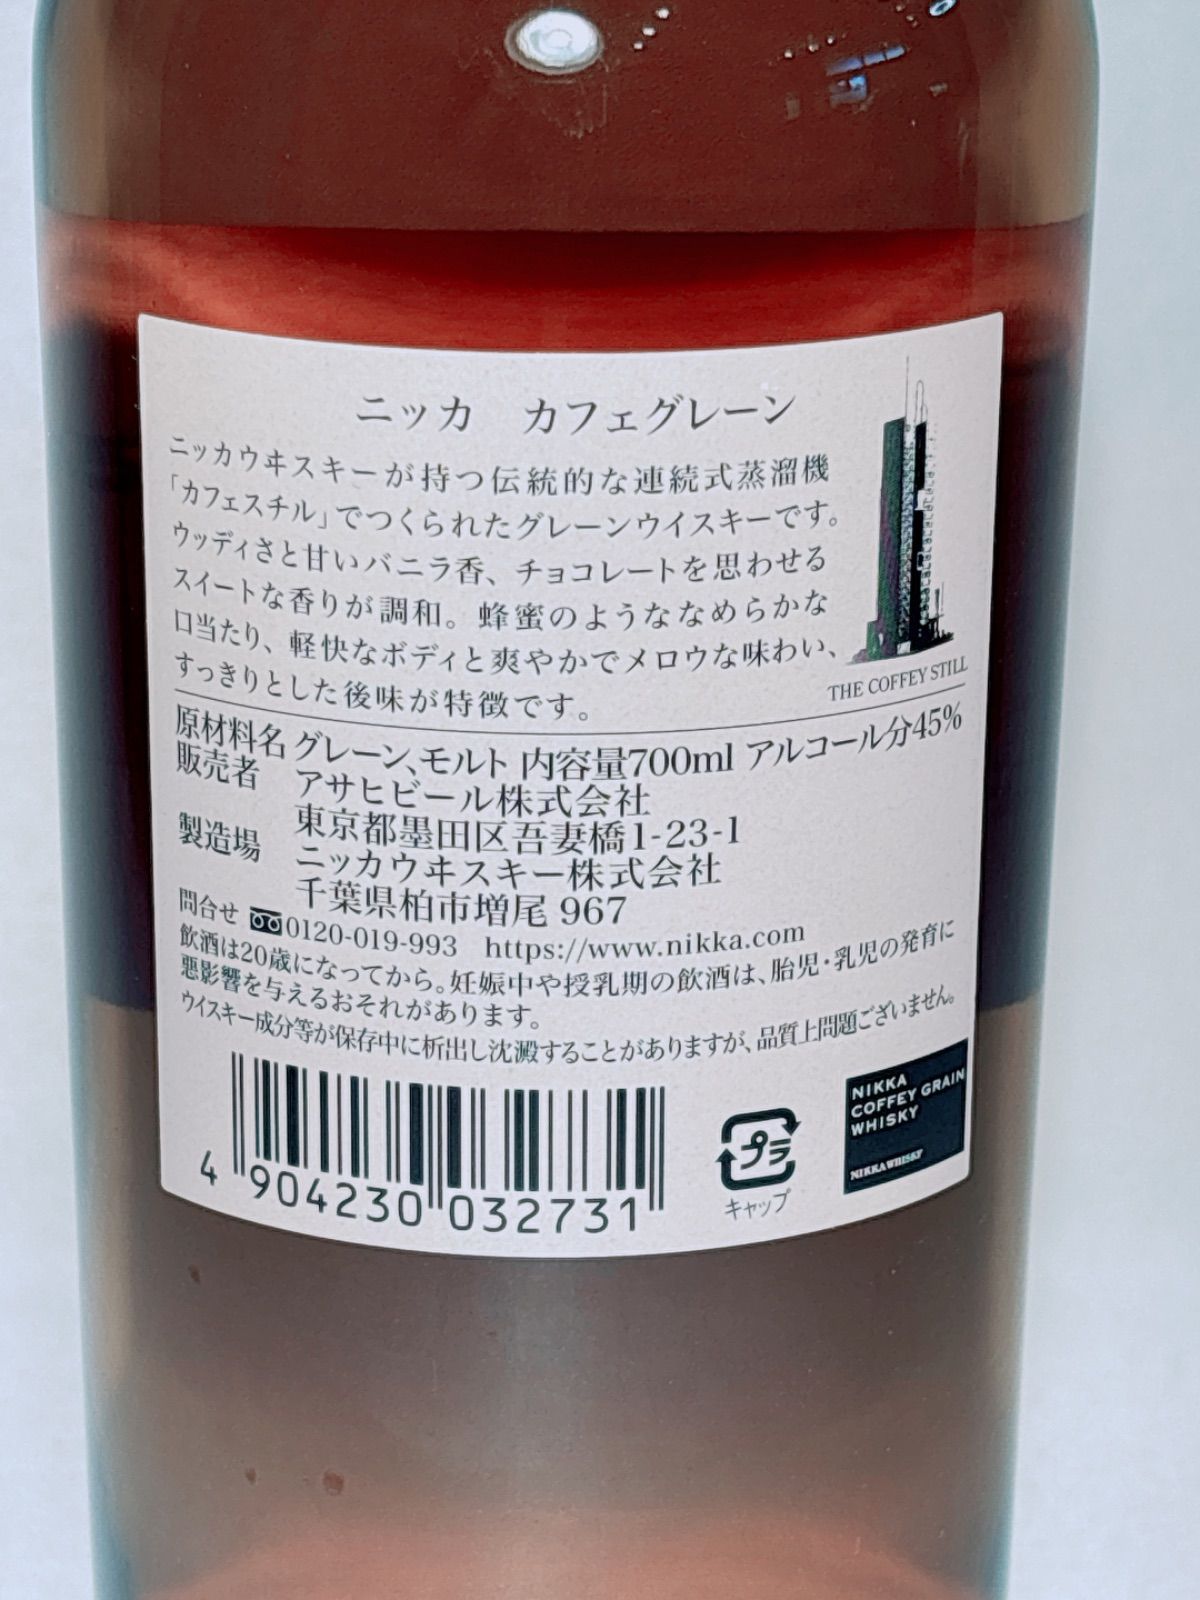 ニッカ　カフェグレーン
ニッカウヰスキーが持つ伝統的な連続式蒸溜機
「カフェスチル」でつくられたグレーンウイスキーです。
ウッディさと甘いバニラ香、チョコレートを思わせる
スイートな香りが調和。蜂蜜のようななめらかな
口当たり、軽快なボディと爽やかでメロウな味わい、
すっきりとした後味が特徴です。
THE COFFEY STILL
原材料名 グレーン、モルト 内容量700ml アルコール分45%
販売者 アサヒビール株式会社
東京都墨田区吾妻橋1-23-1
製造場 ニッカウヰスキー株式会社
千葉県柏市増尾 967
問合せ 0120-019-993 https://www.nikka.com
飲酒は20歳になってから。妊娠中や授乳期の飲酒は、胎児・乳児の発育に
悪影響を与えるおそれがあります。
ウイスキー成分等が保存中に析出し沈澱することがありますが、品質上問題ございません。
4 904230 032731
プラ
キャップ
NIKKA
COFFEY GRAIN
WHISKY
NIKKA WHISKY